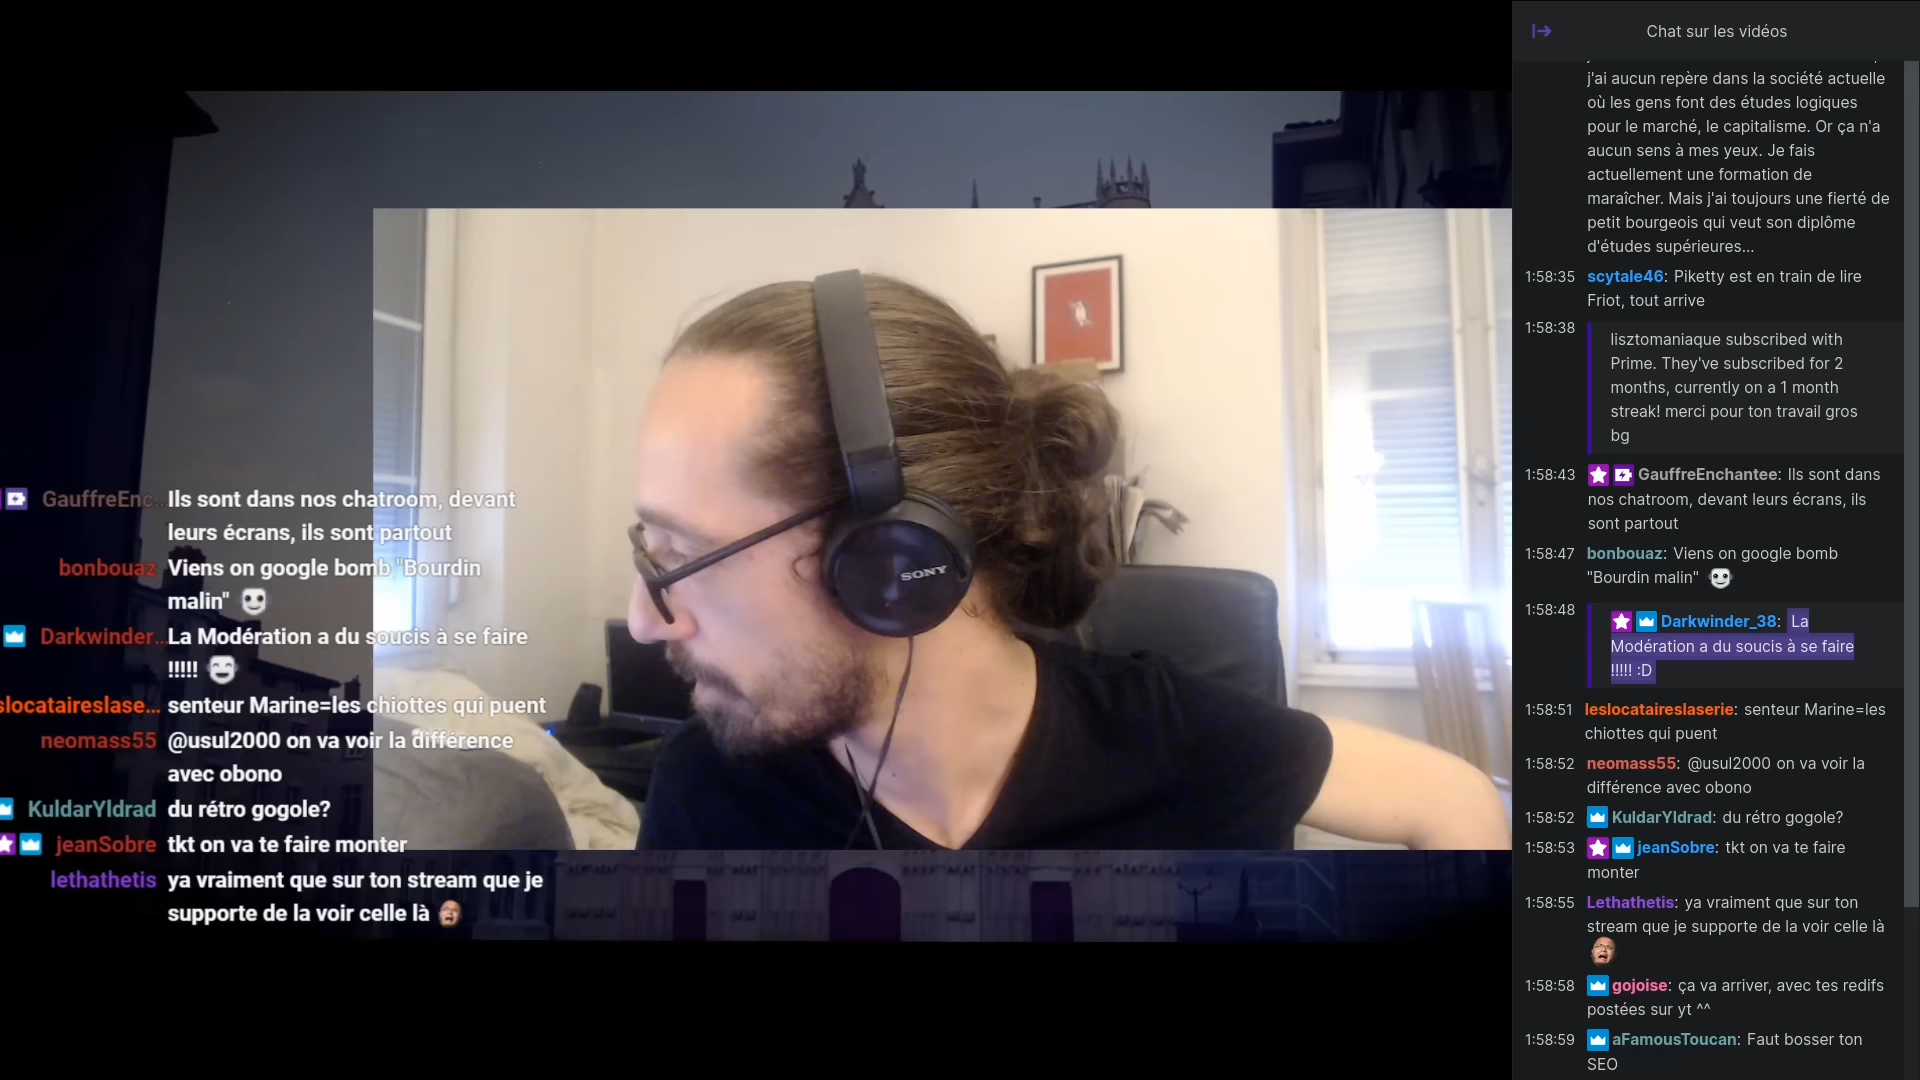 GauffreEnc... Ils sont dans nos chatroom, devant
leurs écrans, ils sont partout
bonbouaz Viens on google bomb "Bourdin
malin"
Darkwinder... La Modération a du soucis à se faire
!!!!!
slocataireslase... senteur Marine=les chiottes qui puent
neomass55 @usul2000 on va voir la différence
avec obono
KuldarYldrad du rétro gogole?
jeanSobre tkt on va te faire monter
lethathetis ya vraiment que sur ton stream que je
supporte de la voir celle là
SONY
Chat sur les vidéos
j'ai aucun repère dans la société actuelle
où les gens font des études logiques
pour le marché, le capitalisme. Or ça n'a
aucun sens à mes yeux. Je fais
actuellement une formation de
maraîcher. Mais j'ai toujours une fierté de
petit bourgeois qui veut son diplôme
d'études supérieures...
1:58:35 scytale46: Piketty est en train de lire
Friot, tout arrive
1:58:38 lisztomaniaque subscribed with
Prime. They've subscribed for 2
months, currently on a 1 month
streak! merci pour ton travail gros
bg
1:58:43 GauffreEnchantee: Ils sont dans
nos chatroom, devant leurs écrans, ils
sont partout
1:58:47 bonbouaz: Viens on google bomb
"Bourdin malin"
1:58:48 Darkwinder_38: La
Modération a du soucis à se faire
!!!!! :D
1:58:51 leslocataireslaserie: senteur Marine=les
chiottes qui puent
1:58:52 neomass55: @usul2000 on va voir la
différence avec obono
1:58:52 KuldarYldrad: du rétro gogole?
1:58:53 jeanSobre: tkt on va te faire
monter
1:58:55 Lethathetis: ya vraiment que sur ton
stream que je supporte de la voir celle là
1:58:58 gojoise: ça va arriver, avec tes redifs
postées sur yt ^^
1:58:59 aFamousToucan: Faut bosser ton
SEO